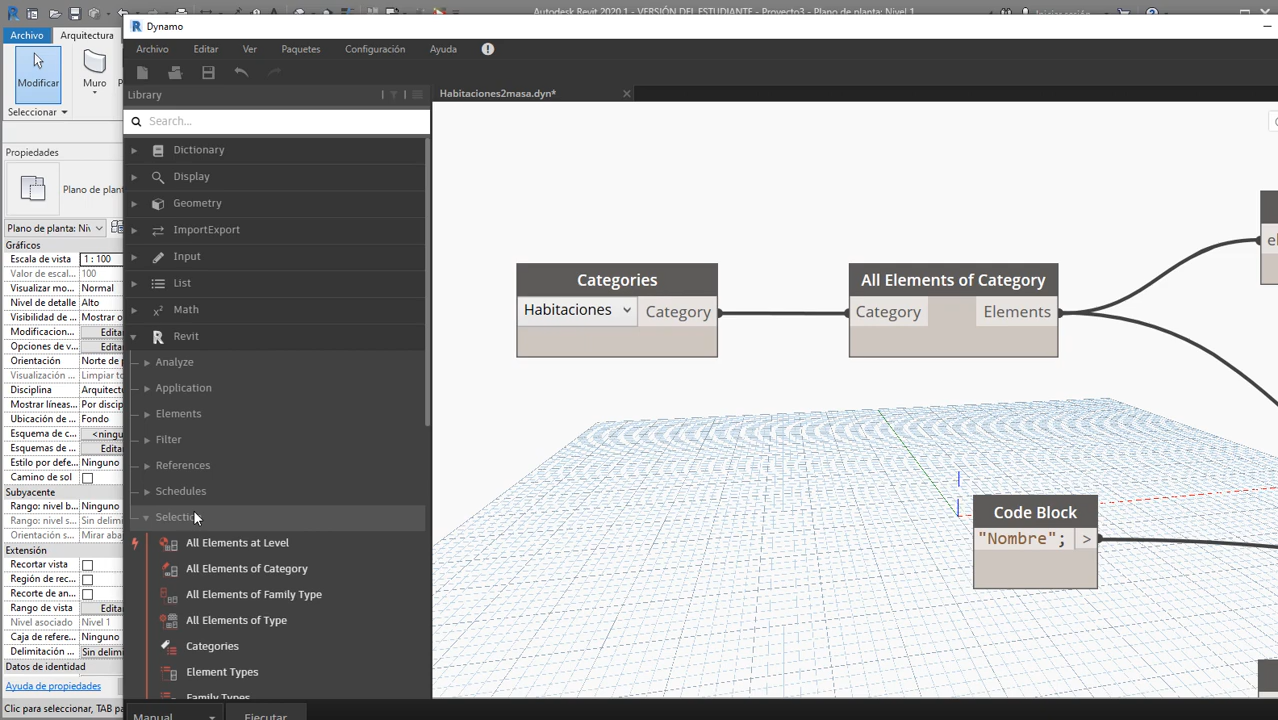 Autodesk Revit 2020.1 - VERSIÓN DEL ESTUDIANTE - Proyecto3 - Plano de planta: Nivel 1
Iniciar sesión
Dynamo
Archivo
Arquitectura
Modificar
Muro
Seleccionar
Propiedades
Plano de plant
Plano de planta: Niv
Gráficos
Escala de vista
1 : 100
Valor de escal...
100
Visualizar mo...
Normal
Nivel de detalle
Alto
Visibilidad de ...
Mostrar o
Modificacion...
Editar
Opciones de v...
Editar
Orientación
Norte de p
Visualización ...
Limpiar to
Disciplina
Arquitectu
Mostrar líneas...
Por discip
Ubicación de ...
Fondo
Esquema de c...
<ningu
Esquemas de ...
Editar
Estilo por defe...
Ninguno
Camino de sol
Subyacente
Rango: nivel b...
Ninguno
Rango: nivel s...
Sin delimi
Orientación s...
Mirar abaj
Extensión
Recortar vista
Región de rec...
Recorte de an...
Rango de vista
Editar
Nivel asociado
Nivel 1
Caja de refere...
Ninguno
Delimitación ...
Sin delimi
Datos de identidad
Ayuda de propiedades
Clic para seleccionar, TAB pa
Archivo
Editar
Ver
Paquetes
Configuración
Ayuda
Library
Search...
Dictionary
Display
Geometry
ImportExport
Input
List
Math
Revit
Analyze
Application
Elements
Filter
References
Schedules
Selection
All Elements at Level
All Elements of Category
All Elements of Family Type
All Elements of Type
Categories
Element Types
Family Types
Manual
Ejecutar
Habitaciones2masa.dyn*
Categories
Habitaciones
Category
All Elements of Category
Category
Elements
el
Code Block
"Nombre";
>